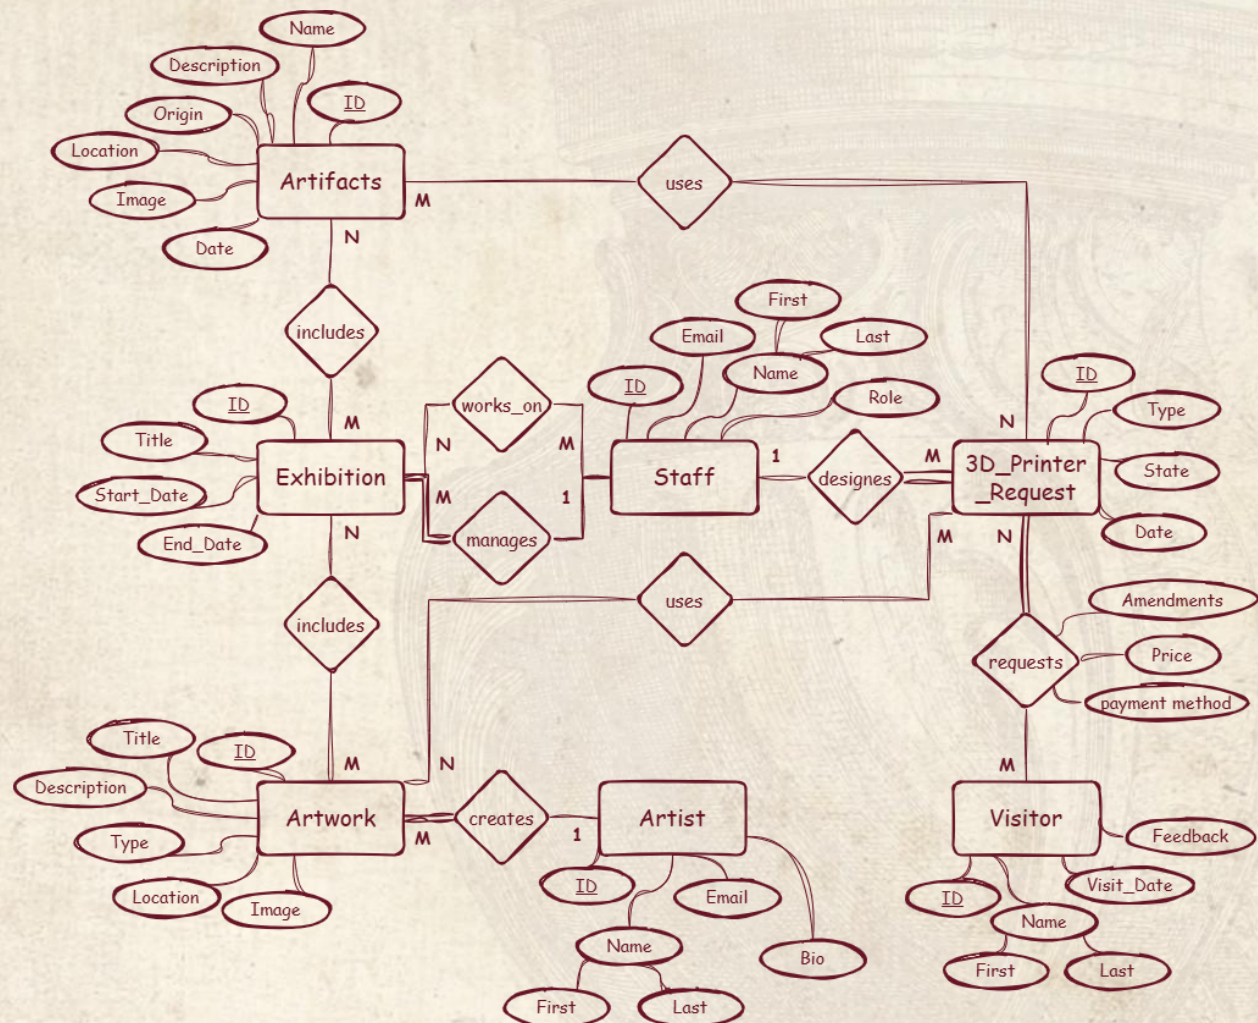 Name
Description
ID
Origin
Location
Artifacts
uses
Image
M
Date
N
First
includes
Email
Last
ID
Name
ID
Role
Type
works_on
Title
M
N
M
1
M
N
Exhibition
Staff
designes
3D_Printer
_Request
State
Start_Date
M
1
End_Date
N
manages
M
N
Date
Amendments
includes
uses
requests
Price
payment method
Title
ID
M
N
M
Description
Artwork
creates
Artist
Visitor
M
1
Type
Feedback
ID
Email
Visit_Date
Location
ID
Image
Name
Name
Bio
First
Last
First
Last